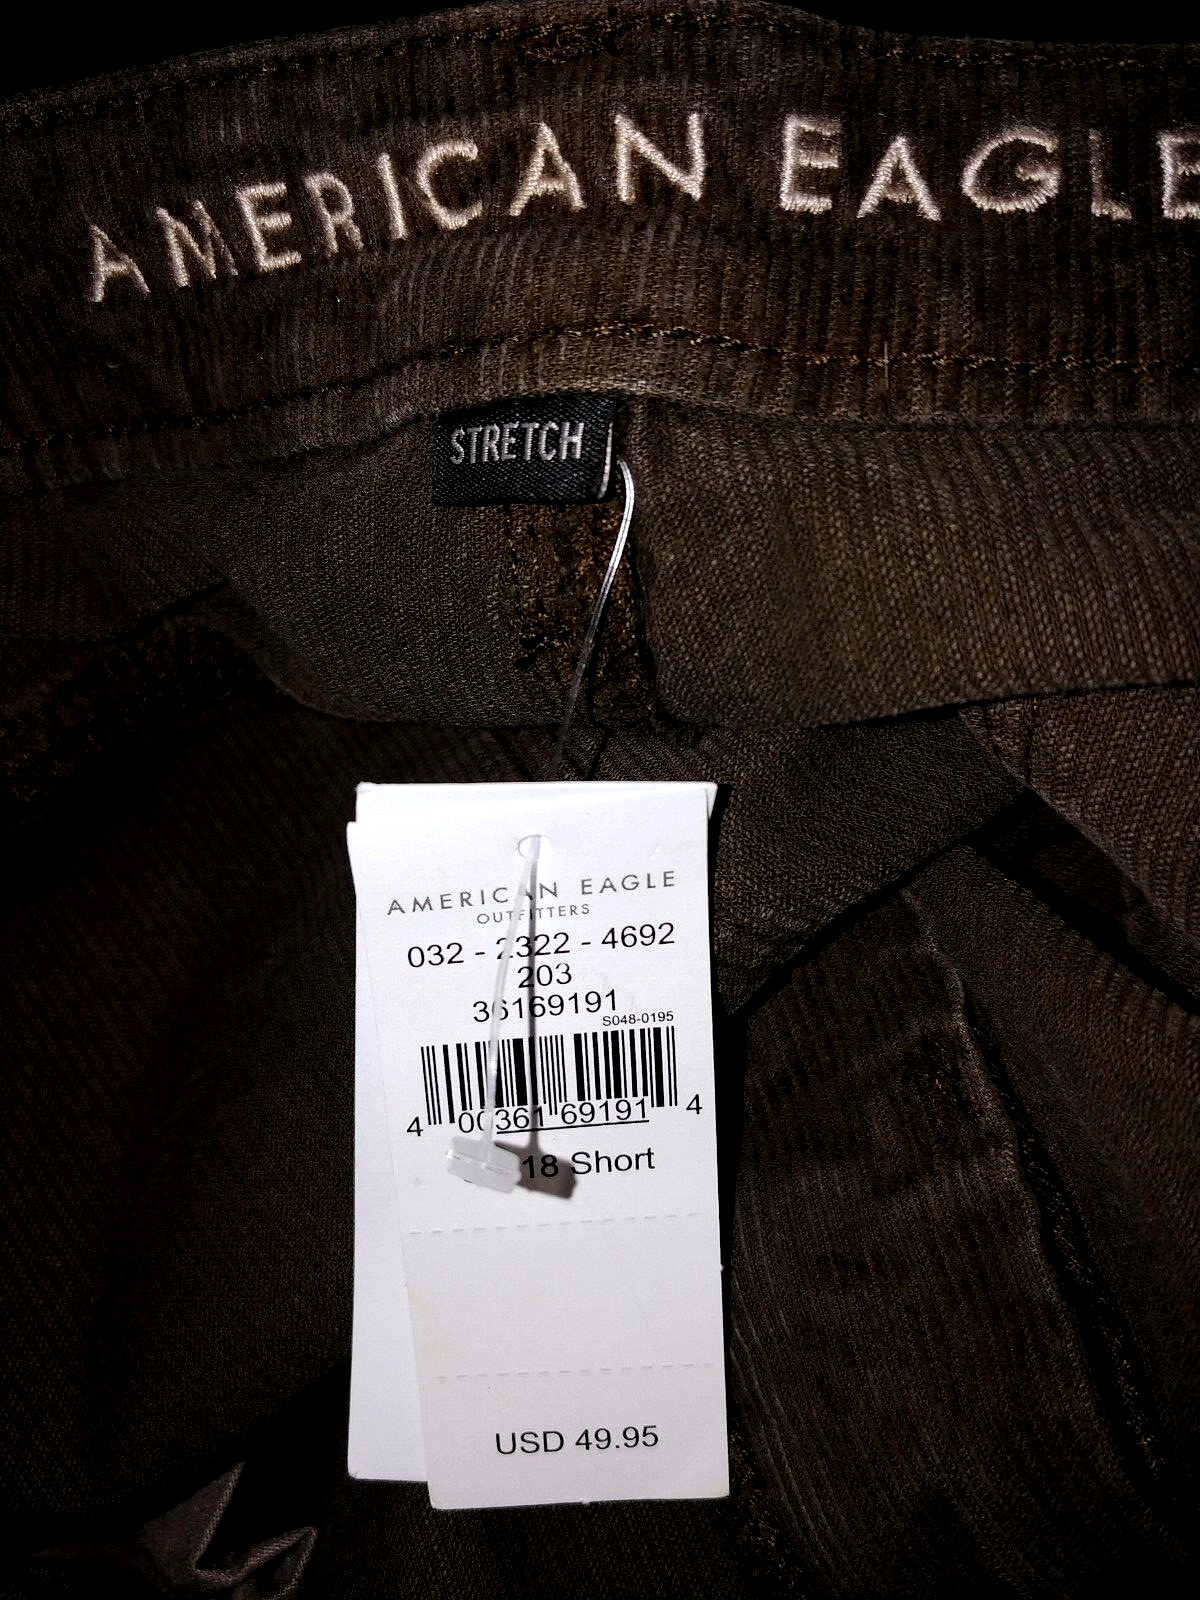 AMERICAN EAGLE
STRETCH
AMERICAN EAGLE
OUTFITTERS
032 - 2322 - 4692
203
36169191
S048-0195
4 00361 69191 4
18 Short
USD 49.95